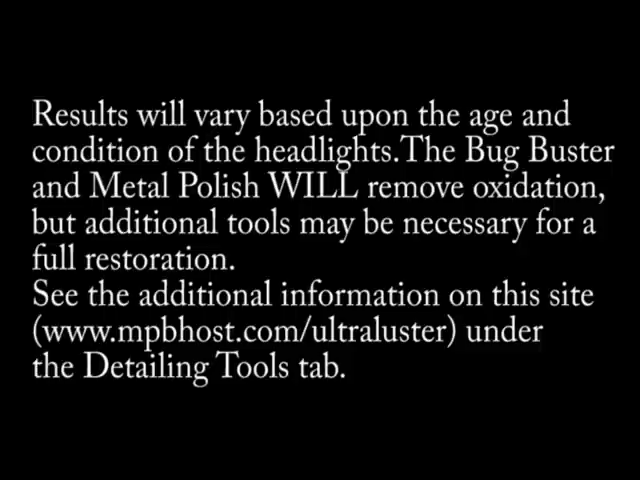 Results will vary based upon the age and
condition of the headlights.The Bug Buster
and Metal Polish WILL remove oxidation,
but additional tools may be necessary for a
full restoration.
See the additional information on this site
(www.mpbhost.com/ultraluster) under
the Detailing Tools tab.